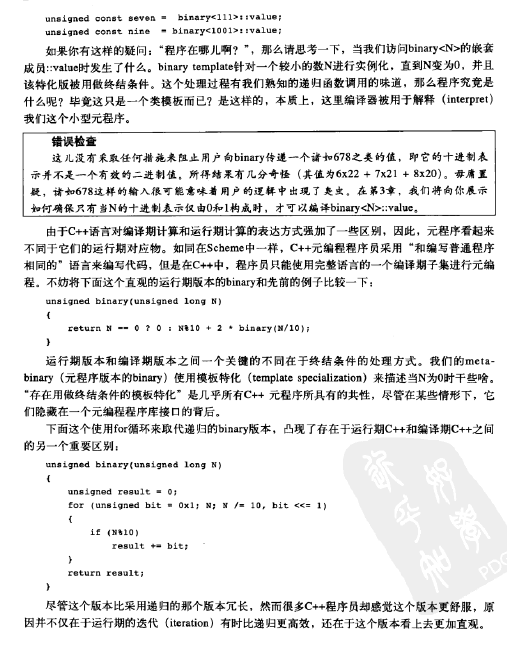 unsigned const seven =  binary<111>::value;
unsigned const nine  = binary<1001>::value;
如果你有这样的疑问：“程序在哪儿啊？”，那么请思考一下，当我们访问binary<N>的嵌套
成员::value时发生了什么。binary template针对一个较小的数N进行实例化，直到N变为0，并且
该特化版被用做终结条件。这个处理过程有我们熟知的递归函数调用的味道，那么程序究竟是
什么呢？毕竟这只是一个类模板而已？是这样的，本质上，这里编译器被用于解释（interpret）
我们这个小型元程序。
错误检查
这儿没有采取任何措施来阻止用户向binary传递一个诸如678之类的值，即它的十进制表
示并不是一个有效的二进制值。所得结果有几分奇怪（其值为6x22 + 7x21 + 8x20）。毋庸置
疑，诸如678这样的输入很可能意味着用户的逻辑中出现了臭虫。在第3章，我们将向你展示
如何确保只有当N的十进制表示仅由0和1构成时，才可以编译binary<N>::value。
由于C++语言对编译期计算和运行期计算的表达方式强加了一些区别，因此，元程序看起来
不同于它们的运行期对应物。如同在Scheme中一样，C++元编程程序员采用“和编写普通程序
相同的”语言来编写代码，但是在C++中，程序员只能使用完整语言的一个编译期子集进行元编
程。不妨将下面这个直观的运行期版本的binary和先前的例子比较一下：
unsigned binary(unsigned long N)
{
return N == 0 ? 0 : N%10 + 2 * binary(N/10);
}
运行期版本和编译期版本之间一个关键的不同在于终结条件的处理方式。我们的meta-
binary（元程序版本的binary）使用模板特化（template specialization）来描述当N为0时干些啥。
“存在用做终结条件的模板特化”是几乎所有C++ 元程序所具有的共性，尽管在某些情形下，它
们隐藏在一个元编程程序库接口的背后。
下面这个使用for循环来取代递归的binary版本，凸现了存在于运行期C++和编译期C++之间
的另一个重要区别：
unsigned binary(unsigned long N)
{
unsigned result = 0;
for (unsigned bit = 0x1; N; N /= 10, bit <<= 1)
{
if (N%10)
result += bit;
}
return result;
}
尽管这个版本比采用递归的那个版本冗长，然而很多C++程序员却感觉这个版本更舒服，原
因并不仅在于运行期的迭代（iteration）有时比递归更高效，还在于这个版本看上去更加直观。
PDG